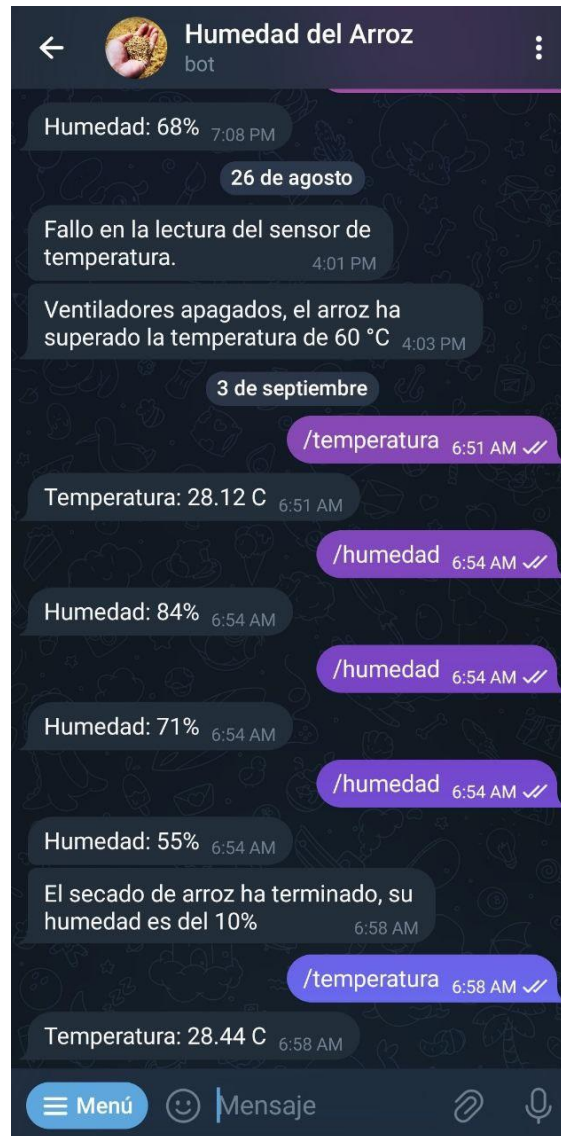 Humedad del Arroz
bot
Humedad: 68% 7:08 PM
26 de agosto
Fallo en la lectura del sensor de
temperatura. 4:01 PM
Ventiladores apagados, el arroz ha
superado la temperatura de 60 °C 4:03 PM
3 de septiembre
/temperatura 6:51 AM
Temperatura: 28.12 C 6:51 AM
/humedad 6:54 AM
Humedad: 84% 6:54 AM
/humedad 6:54 AM
Humedad: 71% 6:54 AM
/humedad 6:54 AM
Humedad: 55% 6:54 AM
El secado de arroz ha terminado, su
humedad es del 10% 6:58 AM
/temperatura 6:58 AM
Temperatura: 28.44 C 6:58 AM
Menú Mensaje